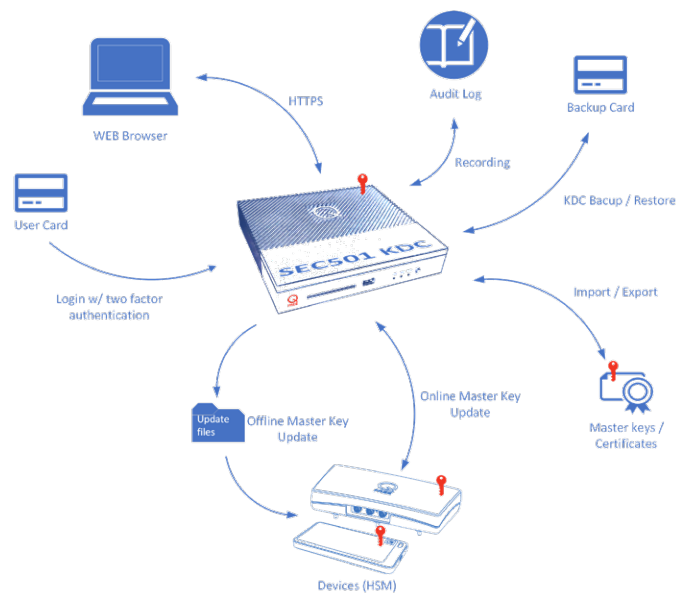 Audit Log
Backup Card
HTTPS
WEB Browser
Recording
KDC Bacup / Restore
User Card
SEC501 KDC
Login w/ two factor
authentication
Import / Export
Update
files
Offline Master Key
Update
Online Master Key
Update
Master keys /
Certificates
Devices (HSM)